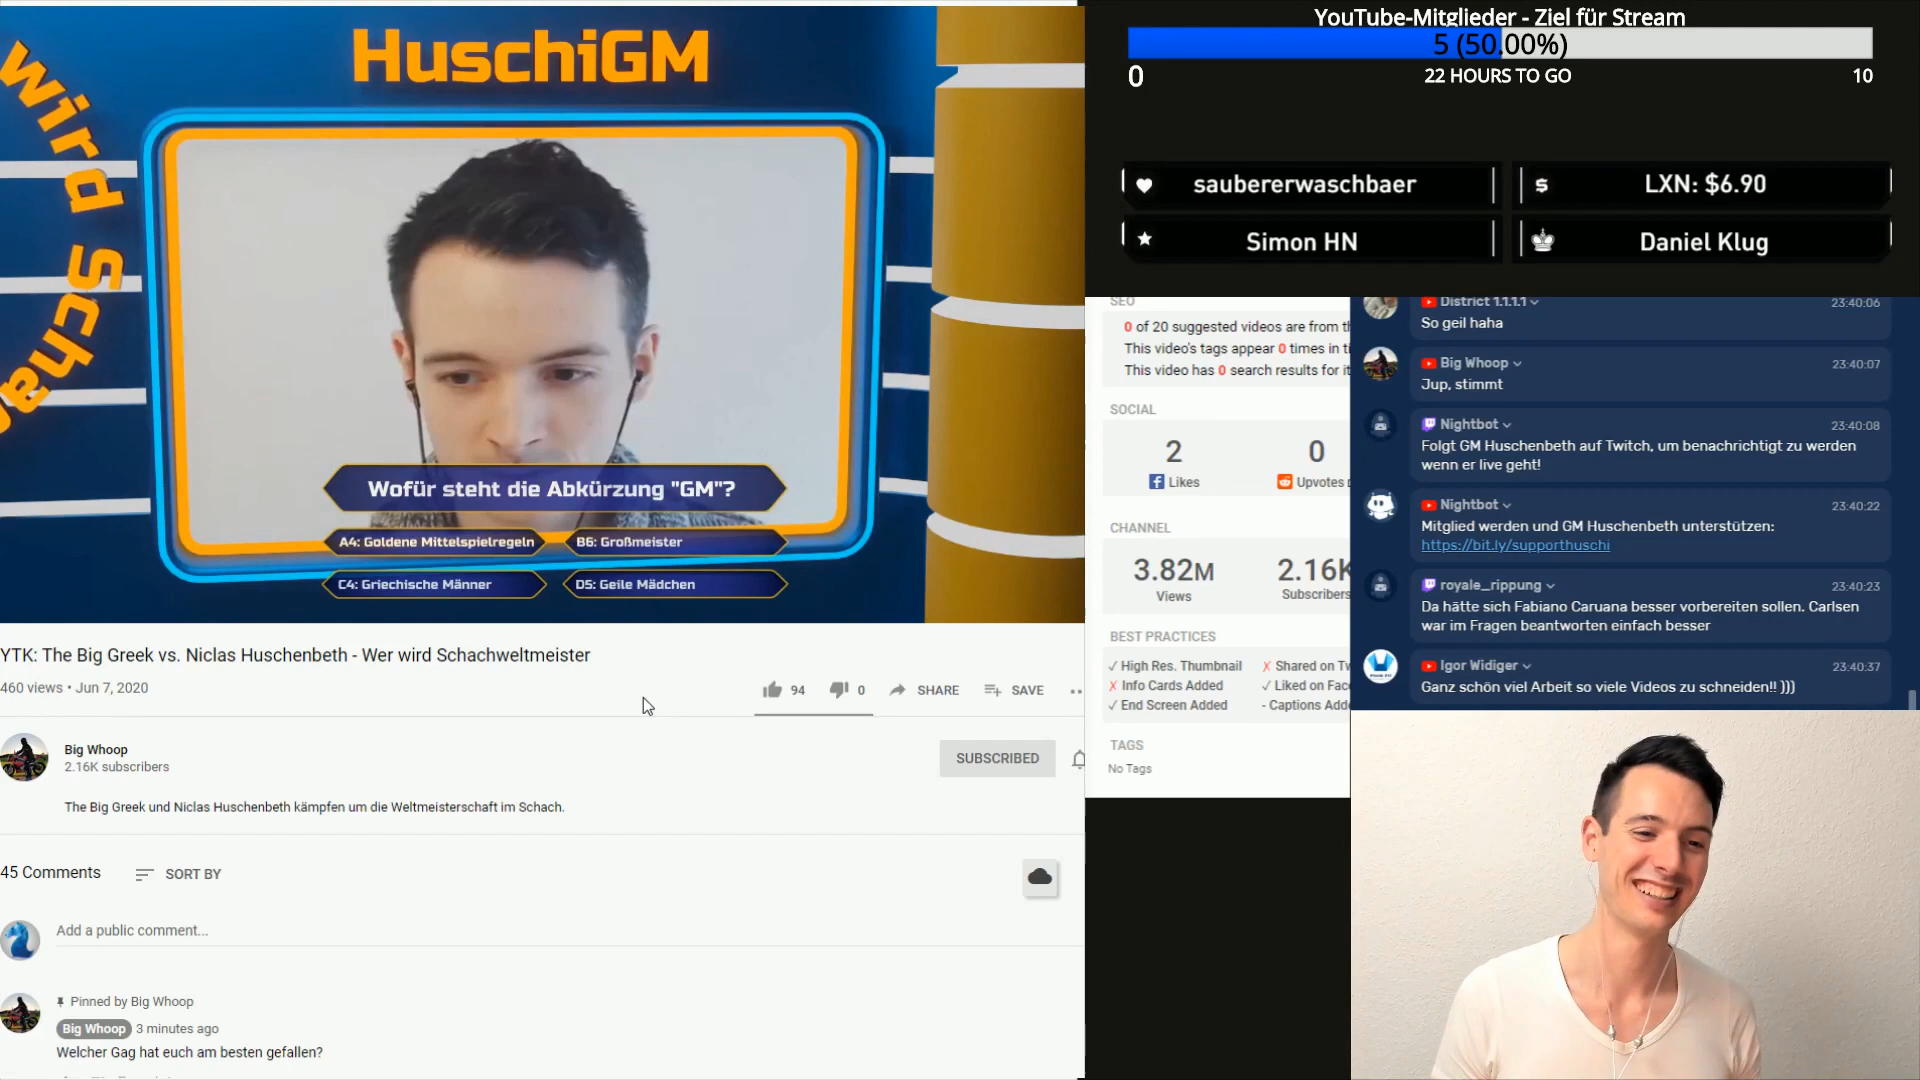 HuschiGM
Wird Scha
Wofür steht die Abkürzung "GM"?
A4: Goldene Mittelspielregeln
B6: Großmeister
C4: Griechische Männer
D5: Geile Mädchen
YTK: The Big Greek vs. Niclas Huschenbeth - Wer wird Schachweltmeister
460 views • Jun 7, 2020
94
0
SHARE
SAVE
Big Whoop
2.16K subscribers
SUBSCRIBED
The Big Greek und Niclas Huschenbeth kämpfen um die Weltmeisterschaft im Schach.
45 Comments
SORT BY
Add a public comment...
Pinned by Big Whoop
Big Whoop 3 minutes ago
Welcher Gag hat euch am besten gefallen?
YouTube-Mitglieder - Ziel für Stream
5 (50.00%)
0
22 HOURS TO GO
10
saubererwaschbaer
LXN: $6.90
Simon HN
Daniel Klug
SEO
0 of 20 suggested videos are from th
This video's tags appear 0 times in ti
This video has 0 search results for it
SOCIAL
2
Likes
0
Upvotes
CHANNEL
3.82M
Views
2.16K
Subscribers
BEST PRACTICES
✓ High Res. Thumbnail
✗ Shared on Tw
✗ Info Cards Added
✓ Liked on Fac
✓ End Screen Added
- Captions Add
TAGS
No Tags
District 1.1.1.1
23:40:06
So geil haha
Big Whoop
23:40:07
Jup, stimmt
Nightbot
23:40:08
Folgt GM Huschenbeth auf Twitch, um benachrichtigt zu werden
wenn er live geht!
Nightbot
23:40:22
Mitglied werden und GM Huschenbeth unterstützen:
https://bit.ly/supporthuschi
royale_rippung
23:40:23
Da hätte sich Fabiano Caruana besser vorbereiten sollen. Carlsen
war im Fragen beantworten einfach besser
Igor Widiger
23:40:37
Ganz schön viel Arbeit so viele Videos zu schneiden!! )))